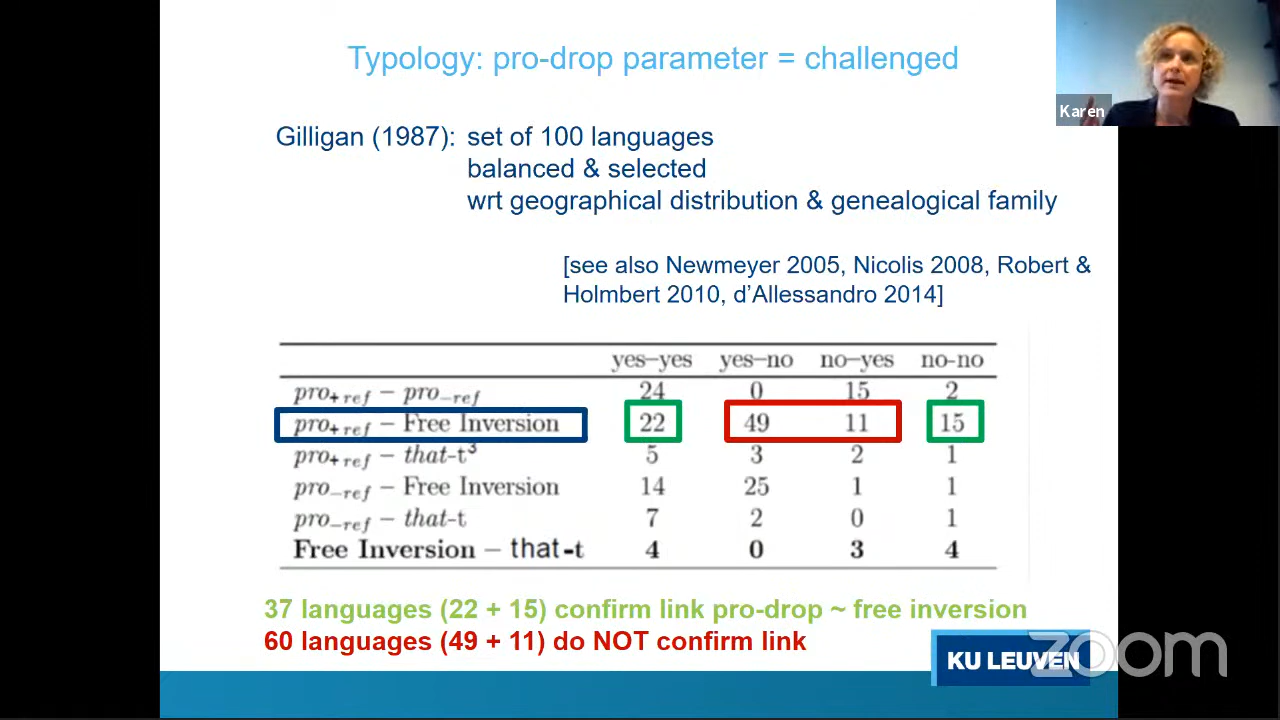 Typology: pro-drop parameter = challenged
Karen
Gilligan (1987): set of 100 languages
balanced & selected
wrt geographical distribution & genealogical family
[see also Newmeyer 2005, Nicolis 2008, Robert &
Holmbert 2010, d'Allessandro 2014]
yes–yes yes–no no–yes no-no
pro+ref – pro−ref 24 0 15 2
pro+ref – Free Inversion 22 49 11 15
pro+ref – that-t³ 5 3 2 1
pro−ref – Free Inversion 14 25 1 1
pro−ref – that-t 7 2 0 1
Free Inversion – that-t 4 0 3 4
37 languages (22 + 15) confirm link pro-drop ~ free inversion
60 languages (49 + 11) do NOT confirm link
KU LEUVEN
zoom